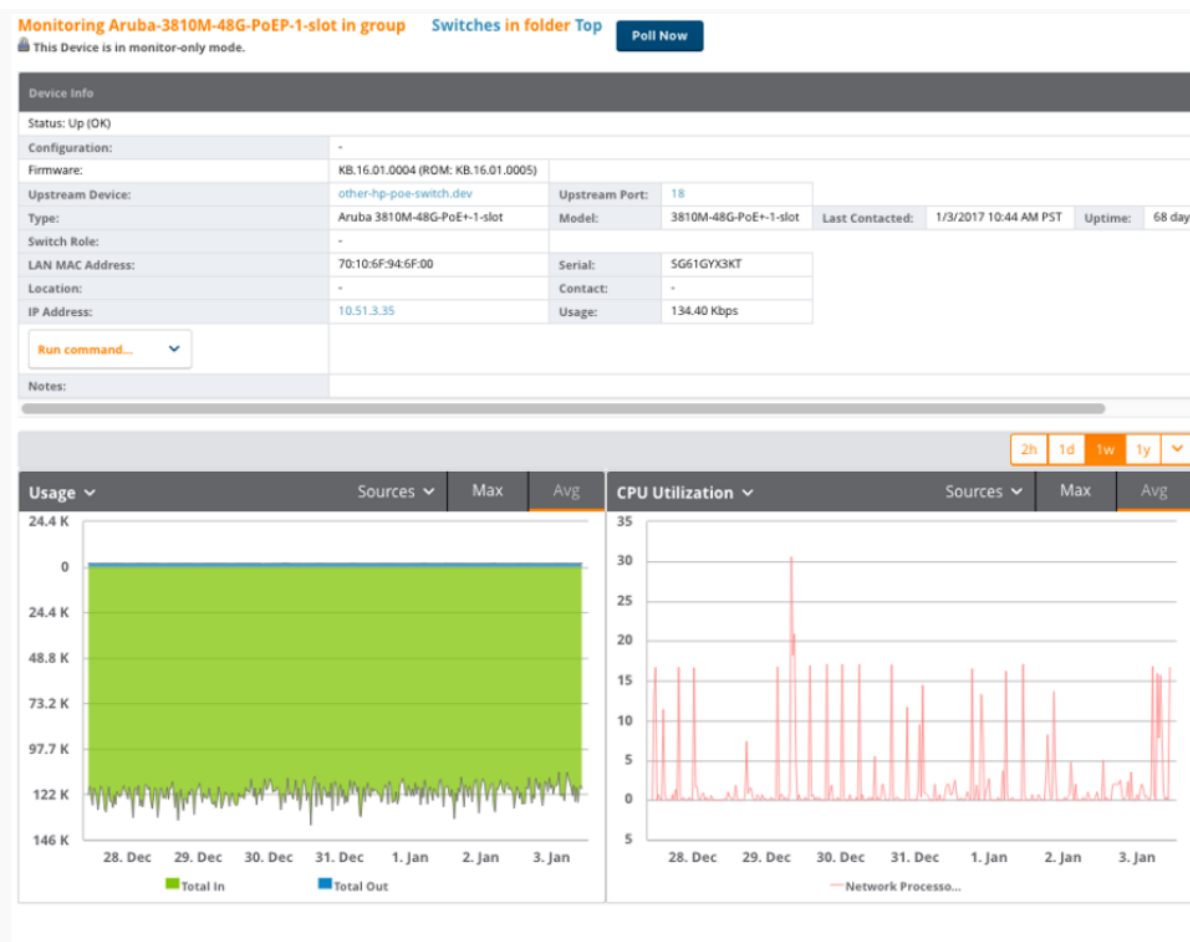 Monitoring Aruba-3810M-48G-PoEP-1-slot in group Switches in folder Top Poll Now
This Device is in monitor-only mode.
Device Info
Status: Up (OK)
Configuration: -
Firmware: KB.16.01.0004 (ROM: KB.16.01.0005)
Upstream Device: other-hp-poe-switch.dev Upstream Port: 18
Type: Aruba 3810M-48G-PoE+-1-slot Model: 3810M-48G-PoE+-1-slot Last Contacted: 1/3/2017 10:44 AM PST Uptime: 68 day
Switch Role: -
LAN MAC Address: 70:10:6F:94:6F:00 Serial: SG61GYX3KT
Location: - Contact: -
IP Address: 10.51.3.35 Usage: 134.40 Kbps
Run command...
Notes:
2h 1d 1w 1y
Usage Sources Max Avg
24.4 K
0
24.4 K
48.8 K
73.2 K
97.7 K
122 K
146 K
28. Dec 29. Dec 30. Dec 31. Dec 1. Jan 2. Jan 3. Jan
Total In Total Out
CPU Utilization Sources Max Avg
35
30
25
20
15
10
5
0
5
28. Dec 29. Dec 30. Dec 31. Dec 1. Jan 2. Jan 3. Jan
Network Processo...